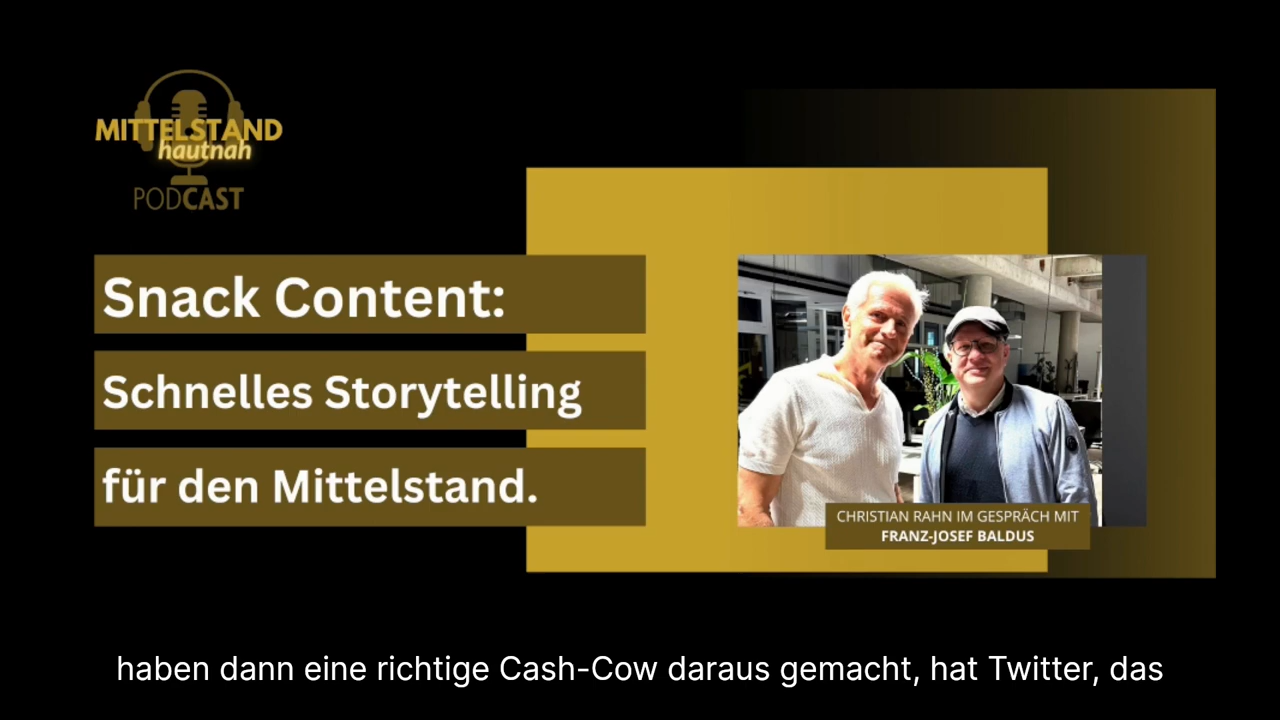 MITTELSTAND
hautnah
PODCAST
Snack Content:
Schnelles Storytelling
für den Mittelstand.
CHRISTIAN RAHN IM GESPRÄCH MIT
FRANZ-JOSEF BALDUS
haben dann eine richtige Cash-Cow daraus gemacht, hat Twitter, das